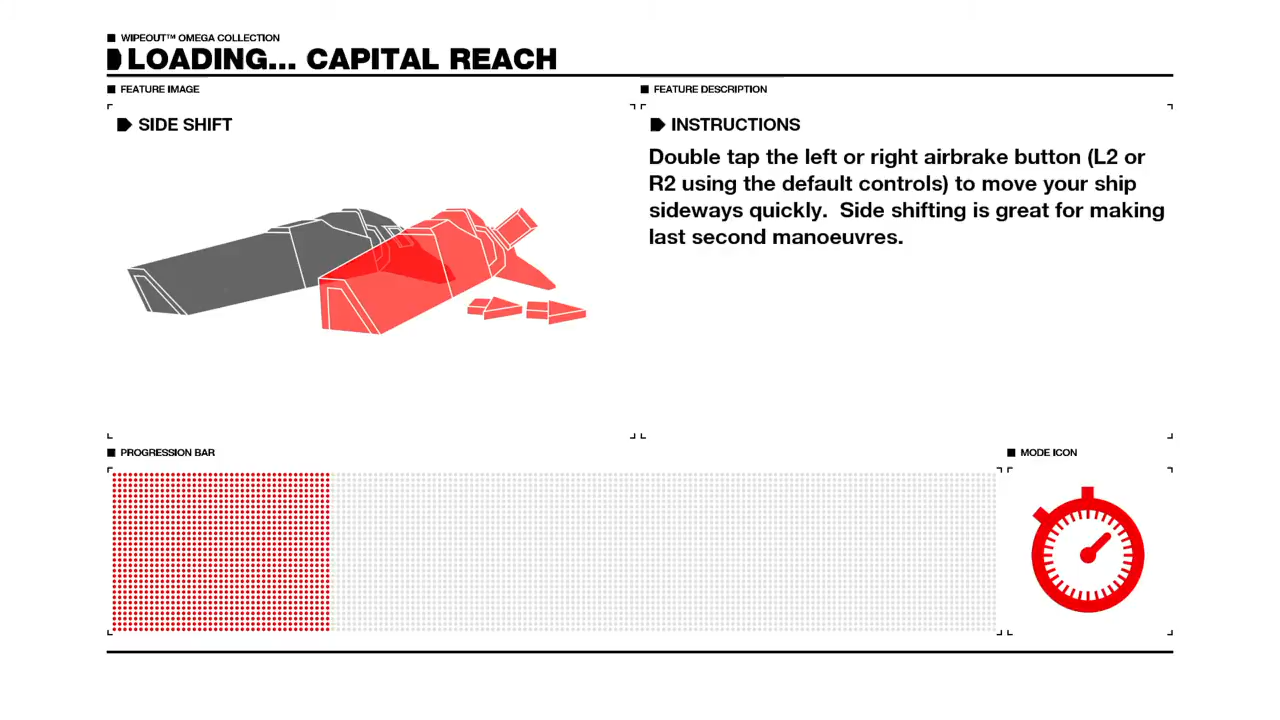 WIPEOUT™ OMEGA COLLECTION
LOADING... CAPITAL REACH
FEATURE IMAGE
FEATURE DESCRIPTION
SIDE SHIFT
INSTRUCTIONS
Double tap the left or right airbrake button (L2 or
R2 using the default controls) to move your ship
sideways quickly.  Side shifting is great for making
last second manoeuvres.
PROGRESSION BAR
MODE ICON